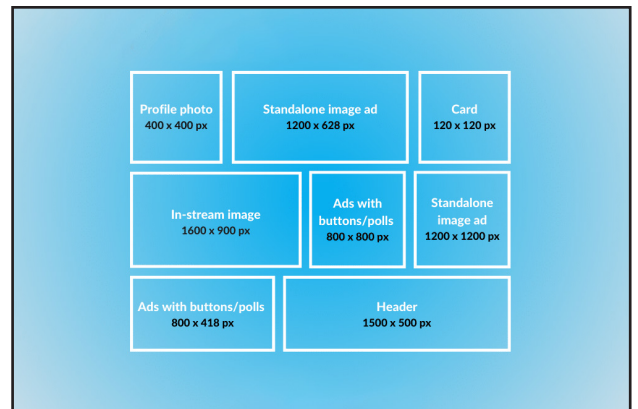 Profile photo
400 x 400 px
Standalone image ad
1200 x 628 px
Card
120 x 120 px
In-stream image
1600 x 900 px
Ads with
buttons/polls
800 x 800 px
Standalone
image ad
1200 x 1200 px
Ads with buttons/polls
800 x 418 px
Header
1500 x 500 px